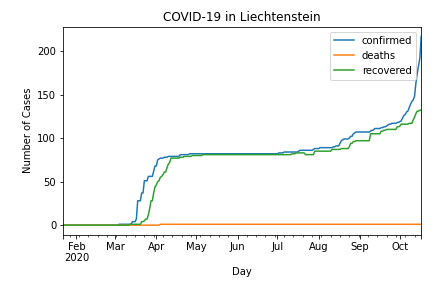 COVID-19 in Liechtenstein
Number of Cases
200
150
100
50
0
confirmed
deaths
recovered
Feb Mar Apr May Jun Jul Aug Sep Oct
2020
Day